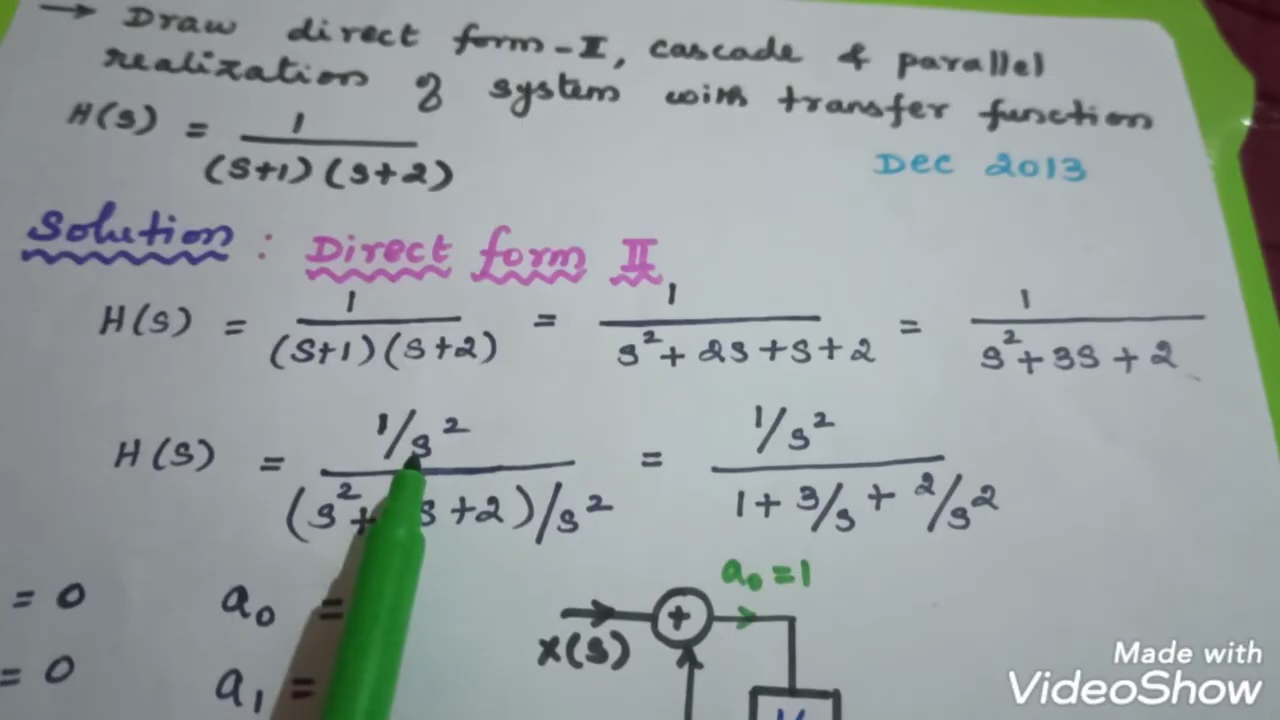 → Draw direct form-II, cascade & parallel
realization of system with transfer function
H(s) = 1/(s+1)(s+2)
Dec 2013
Solution : Direct form II
H(s) = 1/(s+1)(s+2) = 1/s²+2s+s+2 = 1/s²+3s+2
H(s) = 1/s²/(s²+ s+2)/s² = 1/s²/1+3/s+2/s²
= 0 a₀ = a₀=1
X(s) +
= 0 a₁ =
Made with
VideoShow